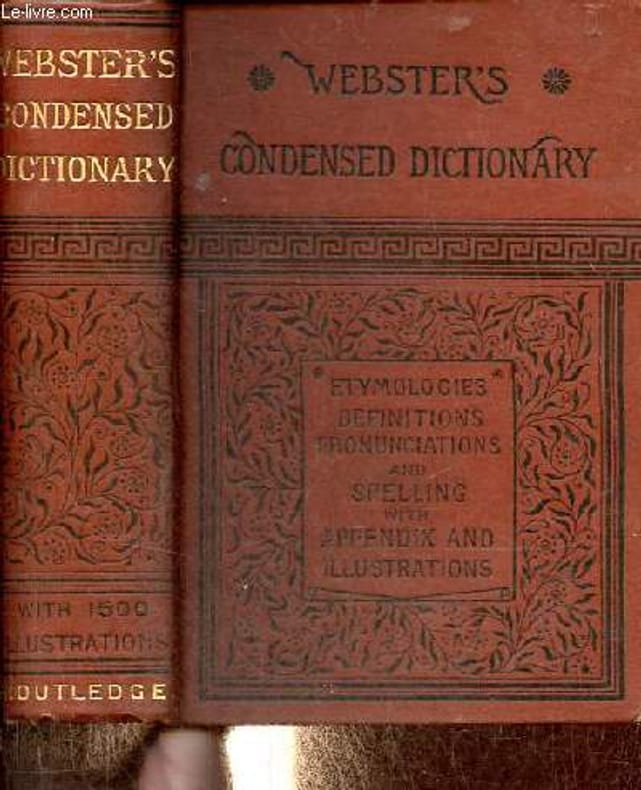 Le-livre.com
WEBSTER'S
CONDENSED
DICTIONARY
WITH 1500
ILLUSTRATIONS
ROUTLEDGE
WEBSTER'S
CONDENSED DICTIONARY
"ETYMOLOGIES"
DEFINITIONS
PRONUNCIATIONS
AND
SPELLING
WITH
APPENDIX AND
ILLUSTRATIONS